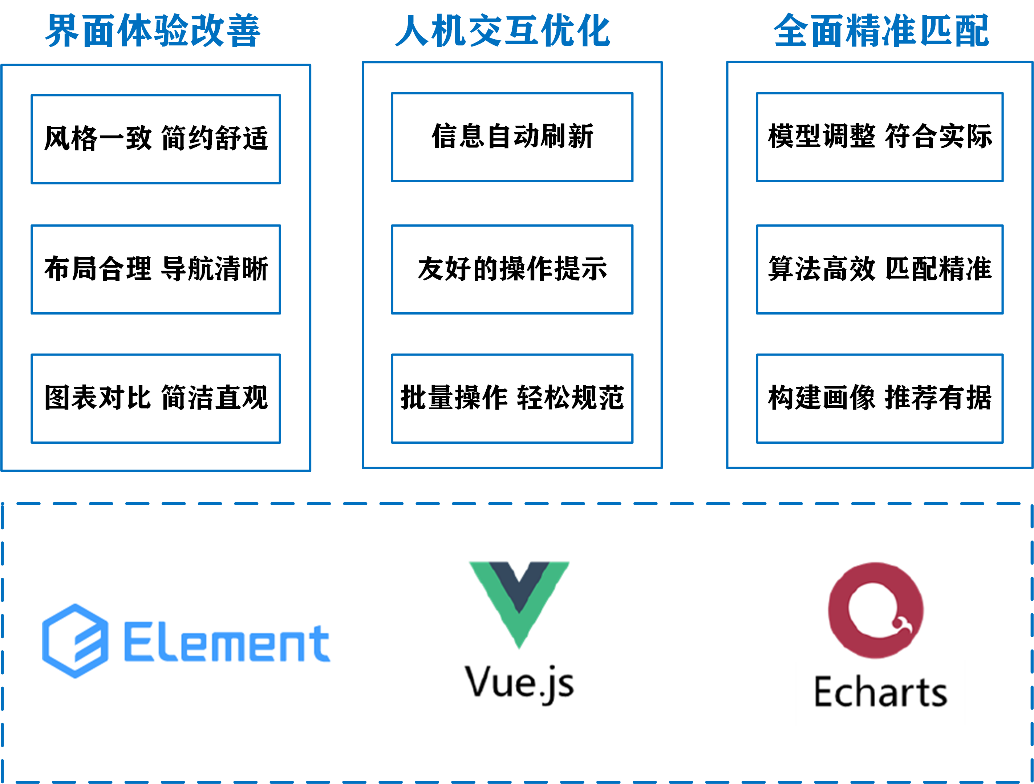 界面体验改善
人机交互优化
全面精准匹配
风格一致 简约舒适
信息自动刷新
模型调整 符合实际
布局合理 导航清晰
友好的操作提示
算法高效 匹配精准
图表对比 简洁直观
批量操作 轻松规范
构建画像 推荐有据
Element
Vue.js
Echarts